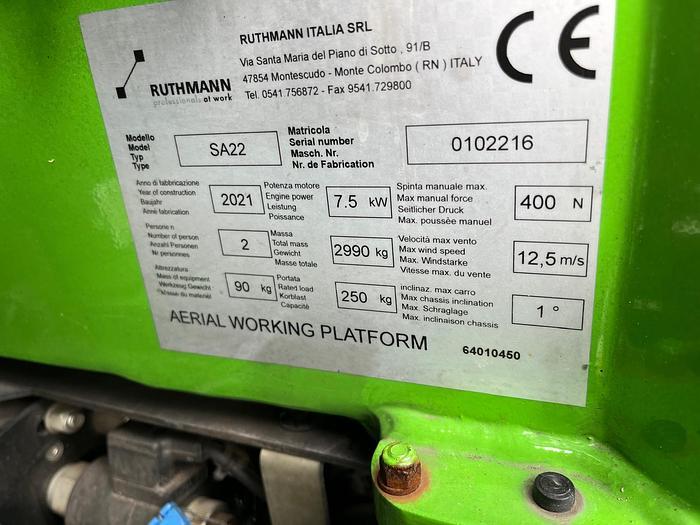 RUTHMANN ITALIA SRL
Via Santa Maria del Piano di Sotto , 91/B
47854 Montescudo - Monte Colombo ( RN ) ITALY
Tel. 0541.756872 - Fax 9541.729800
CE
RUTHMANN
professionals at work
Modello
Model
Typ
Type
SA22
Matricola
Serial number
Masch. Nr.
Nr. de Fabrication
0102216
Anno di fabbricazione
Year of construction
Baujahr
Anné fabrication
2021
Potenza motore
Engine power
Leistung
Poissance
7.5 kW
Spinta manuale max.
Max manual force
Seitlicher Druck
Max. poussée manuel
400 N
Persone n
Number of person
Anzahl Personen
Nr personnes
2
Massa
Total mass
Gewicht
Masse totale
2990 kg
Velocità max vento
Max wind speed
Max. Windstarke
Vitesse max. du vente
12,5 m/s
Attrezzatura
Mass of equipment
Werkzeug Gewicht
Masse du matériel
90 kg
Portata
Rated load
Korblast
Capacité
250 kg
inclinaz. max carro
Max chassis inclination
Max. Schraglage
Max. inclinaison chassis
1 °
AERIAL WORKING PLATFORM
64010450